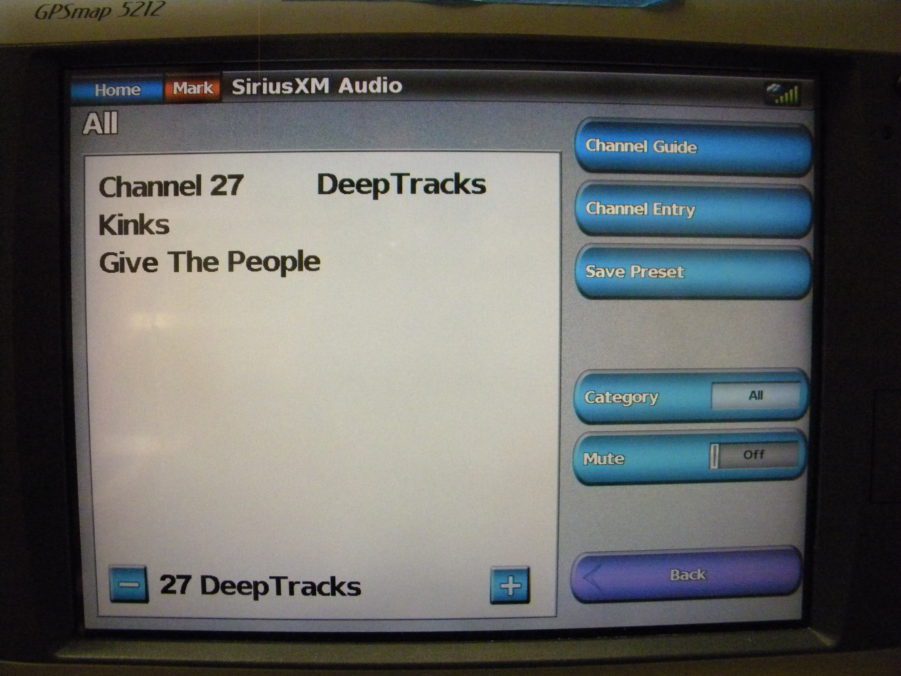 GPSmap 5212
Home Mark SiriusXM Audio
All
Channel 27 DeepTracks
Kinks
Give The People
27 DeepTracks
Channel Guide
Channel Entry
Save Preset
Category All
Mute Off
Back